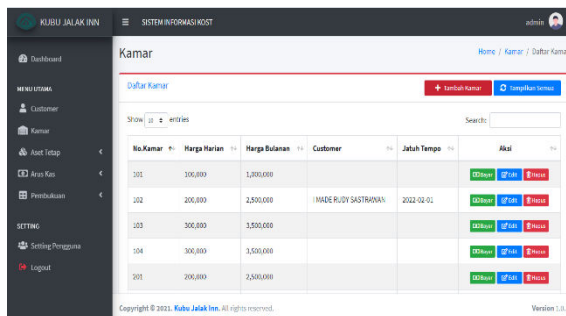 KUBU JALAK INN
SISTEM INFORMASI KOST
admin
Dashboard
MENU UTAMA
Customer
Kamar
Aset Tetap
Arus Kas
Pembukuan
SETTING
Setting Pengguna
Logout
Kamar
Home / Kamar / Daftar Kamar
Daftar Kamar
Tambah Kamar
Tampilkan Semua
Show 10 entries
Search:
No.Kamar Harga Harian Harga Bulanan Customer Jatuh Tempo Aksi
101 100,000 1,000,000 Bayar Edit Hapus
102 200,000 2,500,000 I MADE RUDY SASTRAWAN 2022-02-01 Bayar Edit Hapus
103 300,000 3,500,000 Bayar Edit Hapus
104 300,000 3,500,000 Bayar Edit Hapus
201 200,000 2,500,000 Bayar Edit Hapus
Copyright © 2021. Kubu Jalak Inn. All rights reserved.
Version 1.0.